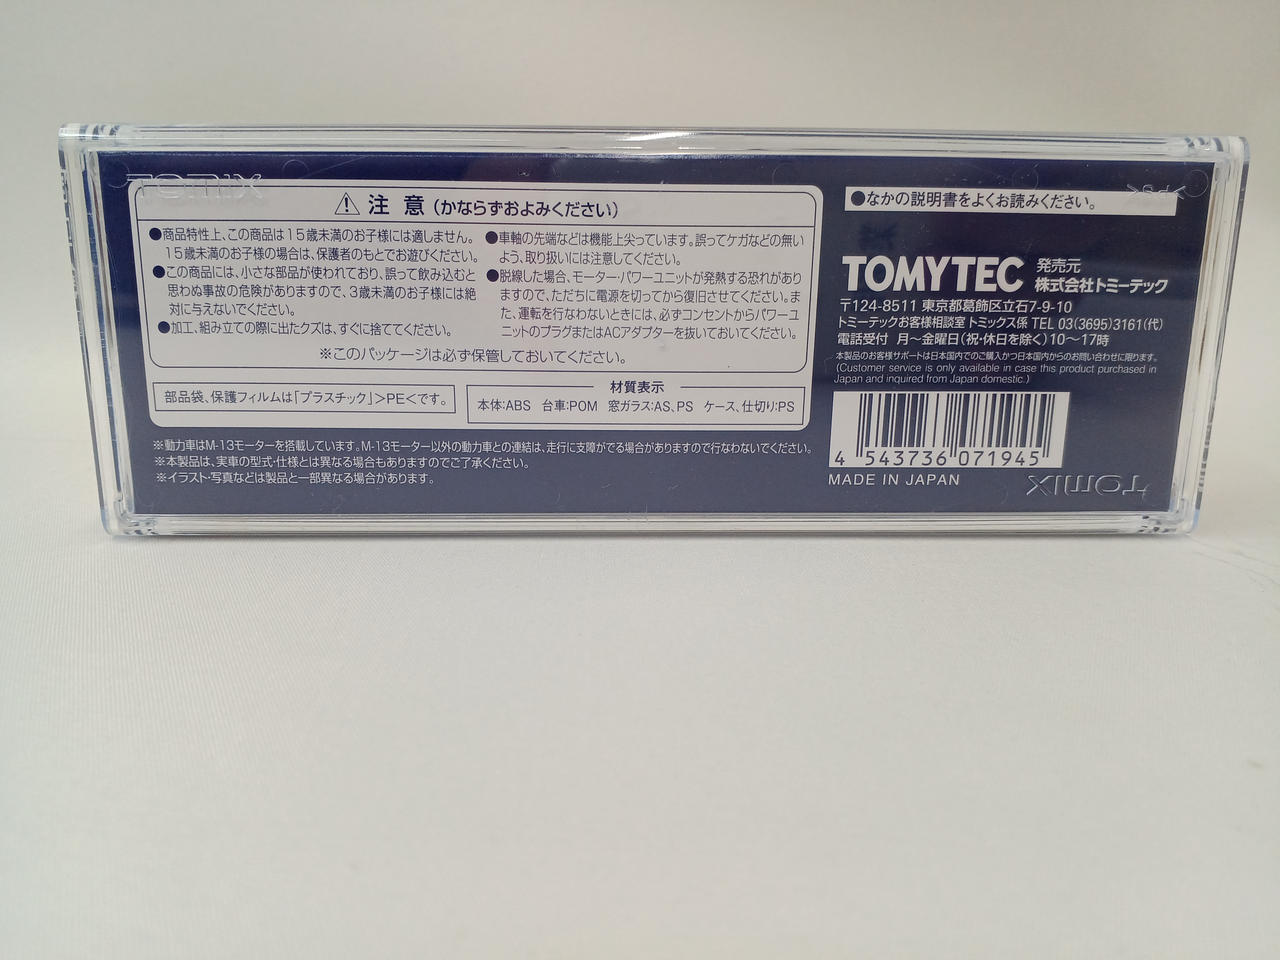 TOMIX
⚠ 注 意 (かならずおよみください)
●商品特性上、この商品は15歳未満のお子様には適しません。
15歳未満のお子様の場合は、保護者のもとでお遊びください。
●この商品には、小さな部品が使われており、誤って飲み込むと
思わぬ事故の危険がありますので、3歳未満のお子様には絶
対に与えないでください。
●加工、組み立ての際に出たクズは、すぐに捨ててください。
●車軸の先端などは機能上尖っています。誤ってケガなどの無い
よう、取り扱いには注意してください。
●脱線した場合、モーター・パワーユニットが発熱する恐れがあり
ますので、ただちに電源を切ってから復旧させてください。ま
た、運転を行なわないときには、必ずコンセントからパワーユ
ニットのプラグまたはACアダプターを抜いておいてください。
※このパッケージは必ず保管しておいてください。
部品袋、保護フィルムは「プラスチック」>PE<です。
材質表示
本体:ABS 台車:POM 窓ガラス:AS、PS ケース、仕切り:PS
※動力車はM-13モーターを搭載しています。M-13モーター以外の動力車との連結は、走行に支障がでる場合がありますので行なわないでください。
※本製品は、実車の型式・仕様とは異なる場合もありますのでご了承ください。
※イラスト・写真などは製品と一部異なる場合があります。
●なかの説明書をよくお読みください。
TOMYTEC 発売元
株式会社トミーテック
〒124-8511 東京都葛飾区立石7-9-10
トミーテックお客様相談室 トミックス係 TEL 03(3695)3161(代)
電話受付 月~金曜日(祝・休日を除く)10~17時
本製品のお客様サポートは日本国内でのご購入かつ日本国内からのお問い合わせに限ります。
(Customer service is only available in case this product purchased in
Japan and inquired from Japan domestic.)
4 543736 071945
MADE IN JAPAN
TOMIX